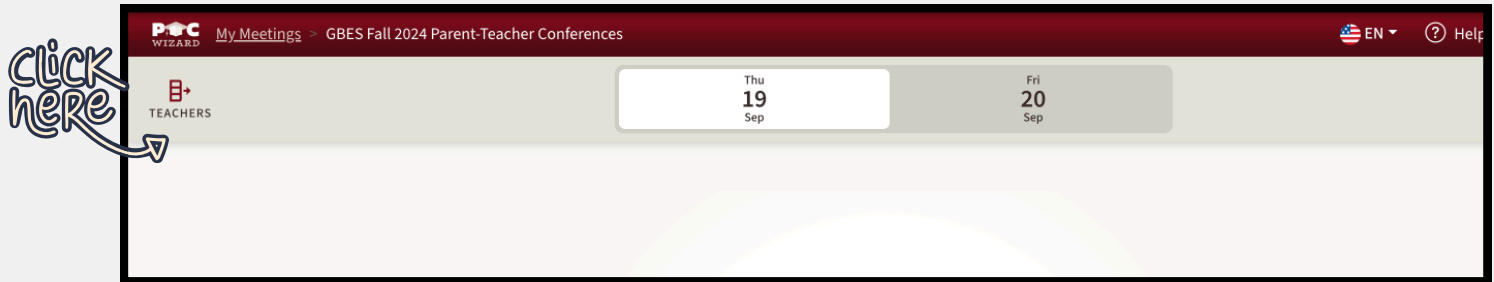 click
here
PTC
WIZARD
My Meetings > GBES Fall 2024 Parent-Teacher Conferences
EN
? Help
TEACHERS
Thu
19
Sep
Fri
20
Sep